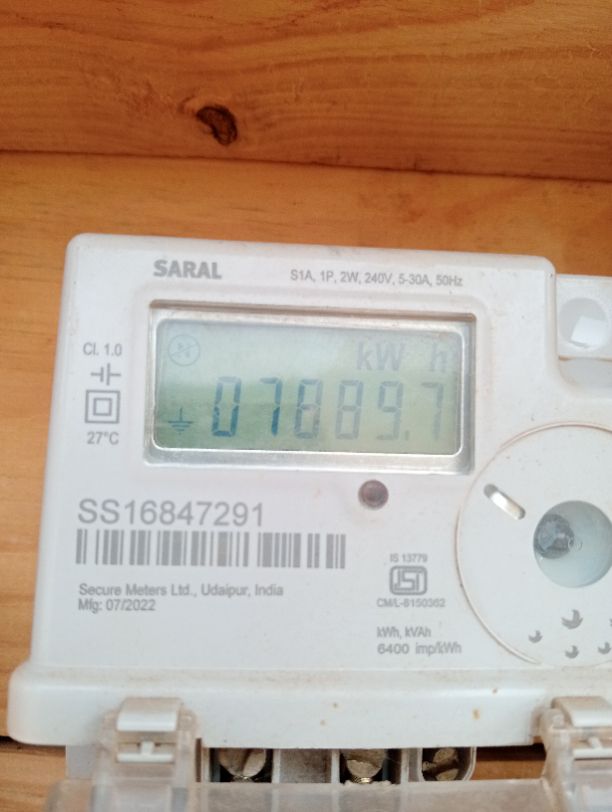 SARAL
S1A, 1P, 2W, 240V, 5-30A, 50Hz
Cl. 1.0
27°C
kW h
07889.7
SS16847291
Secure Meters Ltd., Udaipur, India
Mfg: 07/2022
IS 13779
ISI
CM/L-8150362
kWh, kVAh
6400 imp/kWh